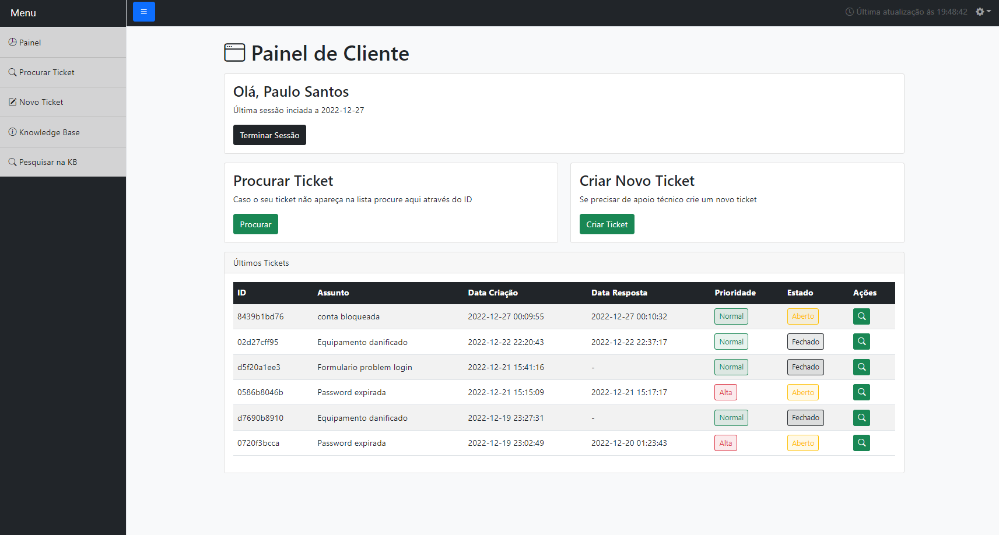 Menu
Última atualização às 19:48:42
Painel
Procurar Ticket
Novo Ticket
Knowledge Base
Pesquisar na KB
Painel de Cliente
Olá, Paulo Santos
Última sessão inciada a 2022-12-27
Terminar Sessão
Procurar Ticket
Caso o seu ticket não apareça na lista procure aqui através do ID
Procurar
Criar Novo Ticket
Se precisar de apoio técnico crie um novo ticket
Criar Ticket
Últimos Tickets
ID Assunto Data Criação Data Resposta Prioridade Estado Ações
8439b1bd76 conta bloqueada 2022-12-27 00:09:55 2022-12-27 00:10:32 Normal Aberto
02d27cff95 Equipamento danificado 2022-12-22 22:20:43 2022-12-22 22:37:17 Normal Fechado
d5f20a1ee3 Formulario problem login 2022-12-21 15:41:16 - Normal Fechado
0586b8046b Password expirada 2022-12-21 15:15:09 2022-12-21 15:17:17 Alta Aberto
d7690b8910 Equipamento danificado 2022-12-19 23:27:31 - Normal Fechado
0720f3bcca Password expirada 2022-12-19 23:02:49 2022-12-20 01:23:43 Alta Aberto